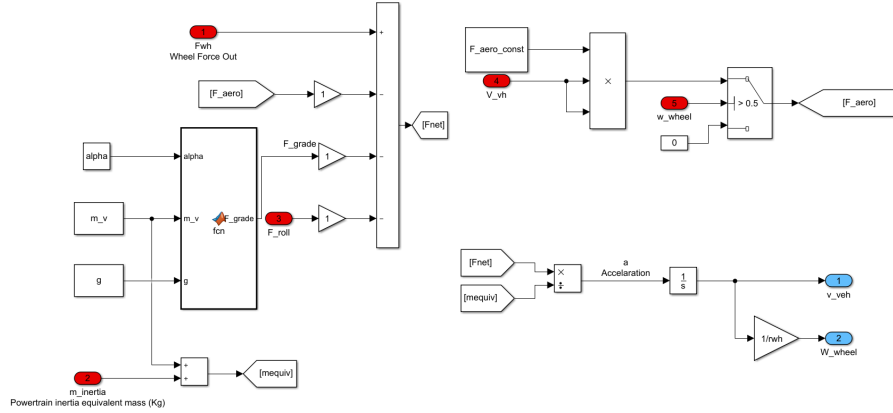 1
Fwh
Wheel Force Out
[F_aero]
1
alpha
m_v
g
alpha
m_v
g
fcn
F_grade
F_grade
1
3
F_roll
1
+
−
−
−
[Fnet]
2
m_inertia
Powertrain inertia equivalent mass (Kg)
+
+
[mequiv]
F_aero_const
4
V_vh
×
5
w_wheel
0
> 0.5
[F_aero]
[Fnet]
[mequiv]
×
÷
a
Accelaration
1
s
1
v_veh
1/rwh
2
W_wheel